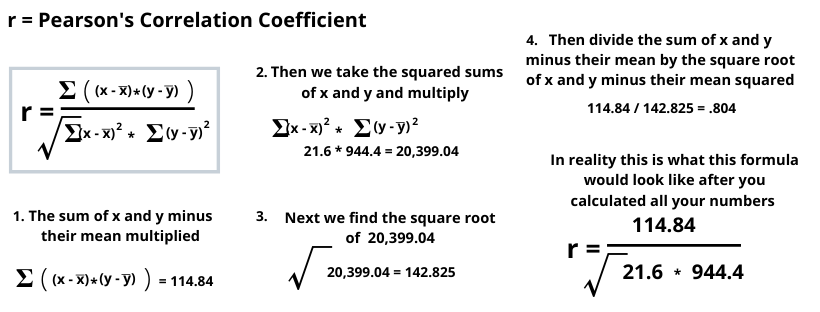 r = Pearson's Correlation Coefficient
r =
Σ ( (x - x̅)*(y - y̅) )
√ Σ(x - x̅)² * Σ(y - y̅)²
1. The sum of x and y minus
their mean multiplied
Σ ( (x - x̅)*(y - y̅) ) = 114.84
2. Then we take the squared sums
of x and y and multiply
Σ(x - x̅)² * Σ(y - y̅)²
21.6 * 944.4 = 20,399.04
3. Next we find the square root
of 20,399.04
√ 20,399.04 = 142.825
4. Then divide the sum of x and y
minus their mean by the square root
of x and y minus their mean squared
114.84 / 142.825 = .804
In reality this is what this formula
would look like after you
calculated all your numbers
114.84
r =
√ 21.6 * 944.4